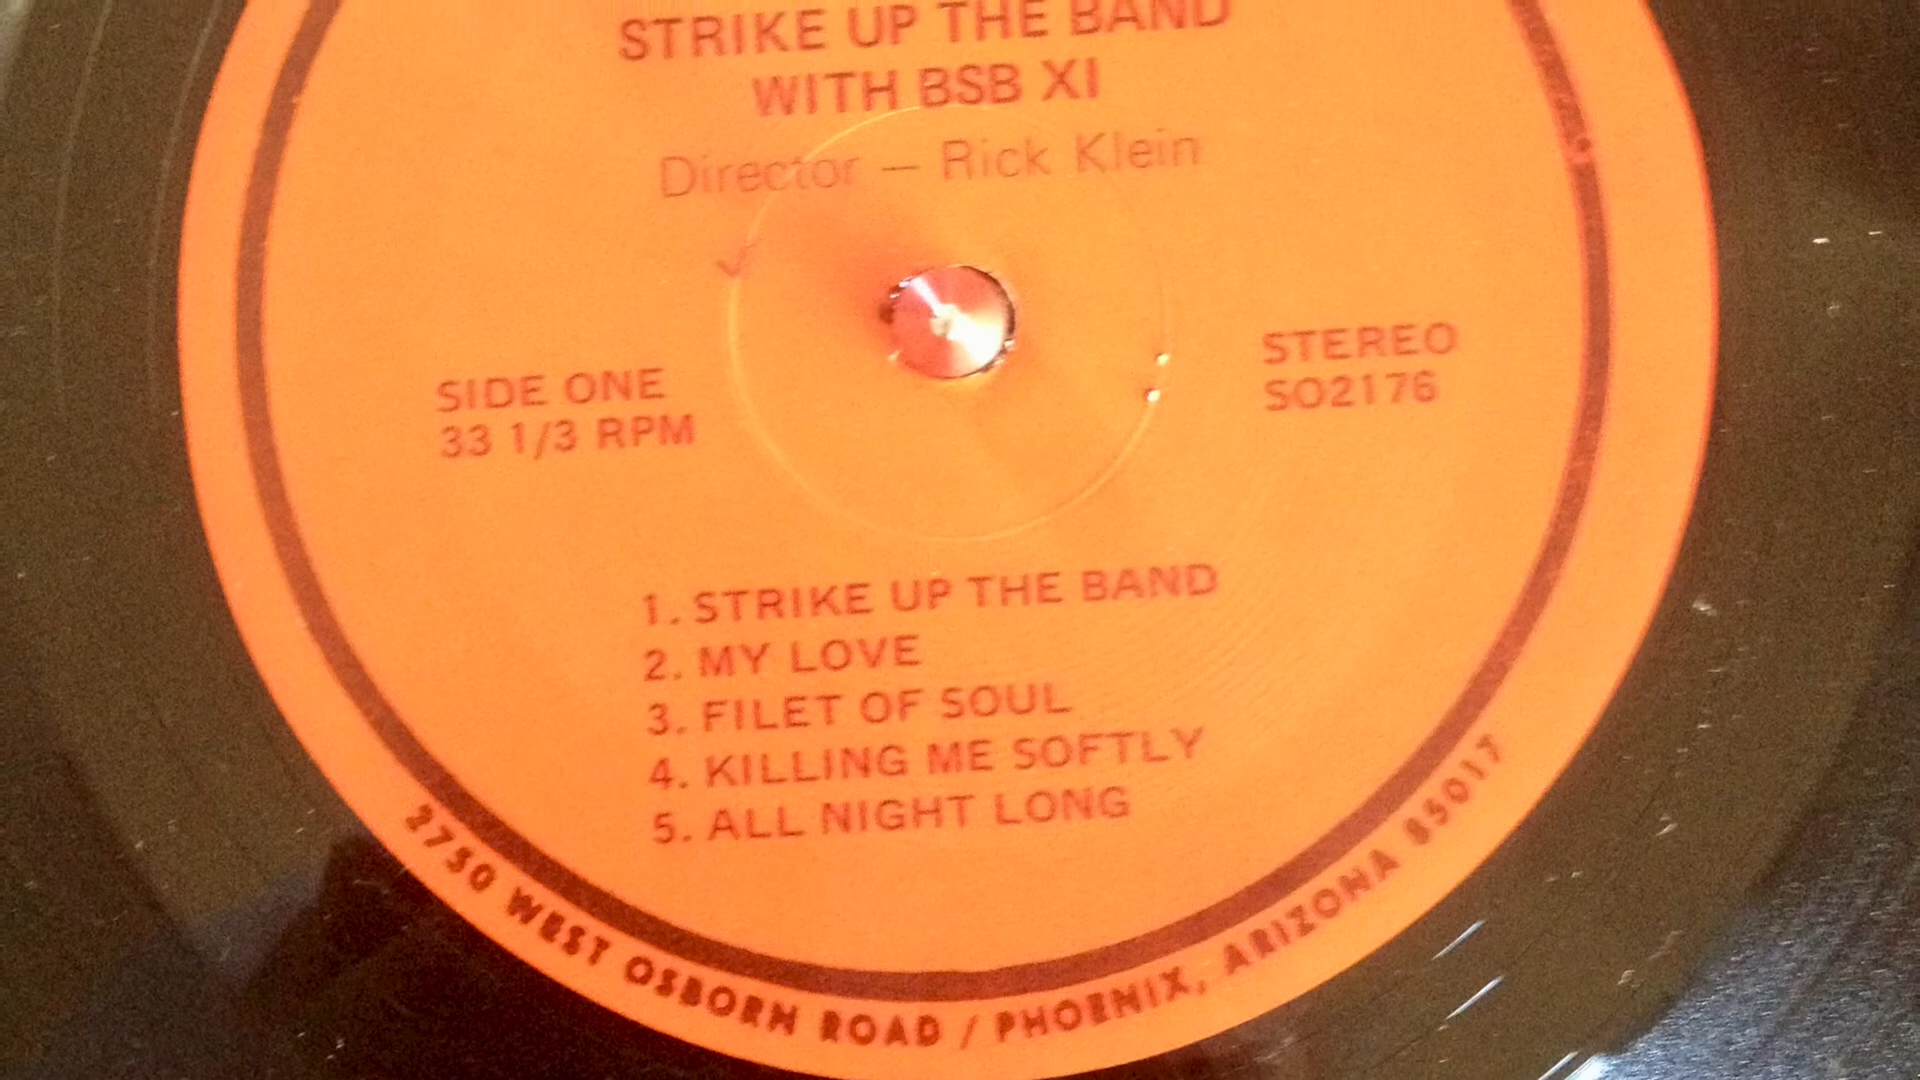 STRIKE UP THE BAND
WITH BSB XI
Director — Rick Klein
SIDE ONE
33 1/3 RPM
STEREO
SO2176
1. STRIKE UP THE BAND
2. MY LOVE
3. FILET OF SOUL
4. KILLING ME SOFTLY
5. ALL NIGHT LONG
2730 WEST OSBORN ROAD / PHOENIX, ARIZONA 85017